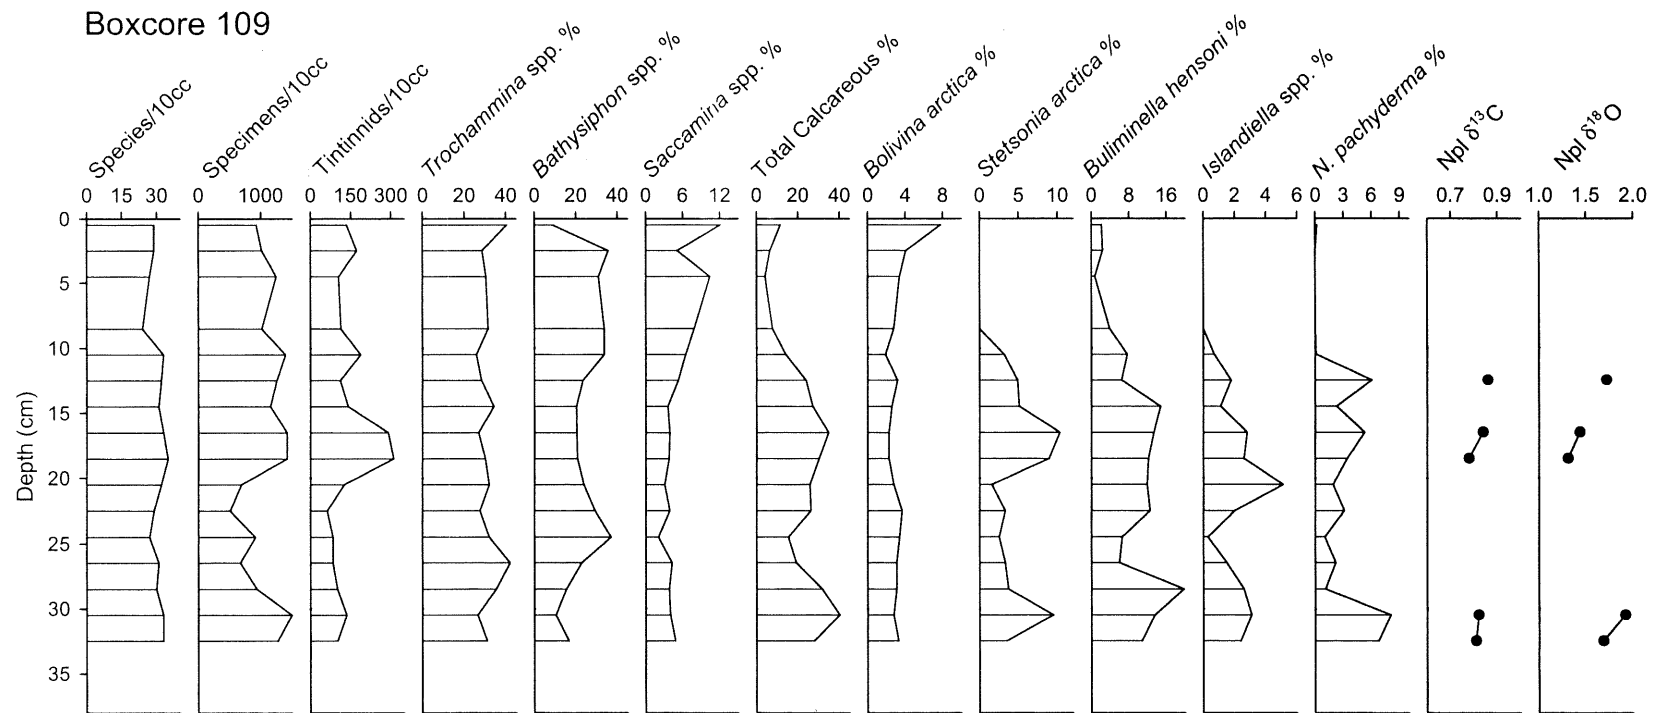 Boxcore 109
Species/10cc
Specimens/10cc
Tintinnids/10cc
Trochammina spp. %
Bathysiphon spp. %
Saccamina spp. %
Total Calcareous %
Bolivina arctica %
Stetsonia arctica %
Buliminella hensoni %
Islandiella spp. %
N. pachyderma %
Npl δ¹³C
Npl δ¹⁸O
0 15 30 0 1000 0 150 300 0 20 40 0 20 40 0 6 12 0 20 40 0 4 8 0 5 10 0 8 16 0 2 4 6 0 3 6 9 0.7 0.9 1.0 1.5 2.0
0
5
10
15
20
25
30
35
Depth (cm)